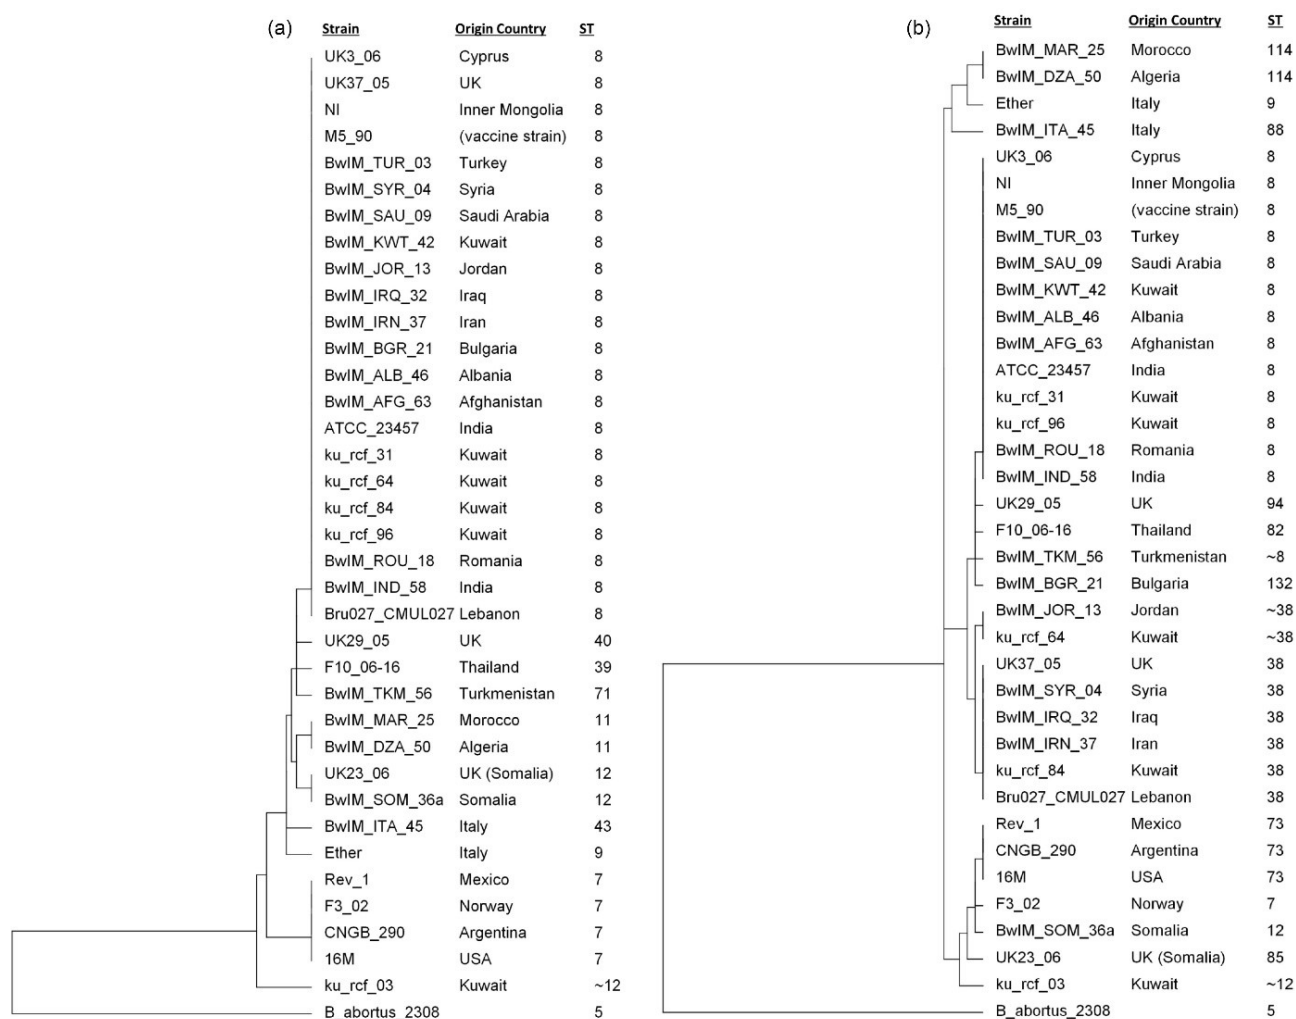 (a) Strain Origin Country ST
UK3_06 Cyprus 8
UK37_05 UK 8
NI Inner Mongolia 8
M5_90 (vaccine strain) 8
BwIM_TUR_03 Turkey 8
BwIM_SYR_04 Syria 8
BwIM_SAU_09 Saudi Arabia 8
BwIM_KWT_42 Kuwait 8
BwIM_JOR_13 Jordan 8
BwIM_IRQ_32 Iraq 8
BwIM_IRN_37 Iran 8
BwIM_BGR_21 Bulgaria 8
BwIM_ALB_46 Albania 8
BwIM_AFG_63 Afghanistan 8
ATCC_23457 India 8
ku_rcf_31 Kuwait 8
ku_rcf_64 Kuwait 8
ku_rcf_84 Kuwait 8
ku_rcf_96 Kuwait 8
BwIM_ROU_18 Romania 8
BwIM_IND_58 India 8
Bru027_CMUL027 Lebanon 8
UK29_05 UK 40
F10_06-16 Thailand 39
BwIM_TKM_56 Turkmenistan 71
BwIM_MAR_25 Morocco 11
BwIM_DZA_50 Algeria 11
UK23_06 UK (Somalia) 12
BwIM_SOM_36a Somalia 12
BwIM_ITA_45 Italy 43
Ether Italy 9
Rev_1 Mexico 7
F3_02 Norway 7
CNGB_290 Argentina 7
16M USA 7
ku_rcf_03 Kuwait ~12
B_abortus_2308 5
(b) Strain Origin Country ST
BwIM_MAR_25 Morocco 114
BwIM_DZA_50 Algeria 114
Ether Italy 9
BwIM_ITA_45 Italy 88
UK3_06 Cyprus 8
NI Inner Mongolia 8
M5_90 (vaccine strain) 8
BwIM_TUR_03 Turkey 8
BwIM_SAU_09 Saudi Arabia 8
BwIM_KWT_42 Kuwait 8
BwIM_ALB_46 Albania 8
BwIM_AFG_63 Afghanistan 8
ATCC_23457 India 8
ku_rcf_31 Kuwait 8
ku_rcf_96 Kuwait 8
BwIM_ROU_18 Romania 8
BwIM_IND_58 India 8
UK29_05 UK 94
F10_06-16 Thailand 82
BwIM_TKM_56 Turkmenistan ~8
BwIM_BGR_21 Bulgaria 132
BwIM_JOR_13 Jordan ~38
ku_rcf_64 Kuwait ~38
UK37_05 UK 38
BwIM_SYR_04 Syria 38
BwIM_IRQ_32 Iraq 38
BwIM_IRN_37 Iran 38
ku_rcf_84 Kuwait 38
Bru027_CMUL027 Lebanon 38
Rev_1 Mexico 73
CNGB_290 Argentina 73
16M USA 73
F3_02 Norway 7
BwIM_SOM_36a Somalia 12
UK23_06 UK (Somalia) 85
ku_rcf_03 Kuwait ~12
B_abortus_2308 5